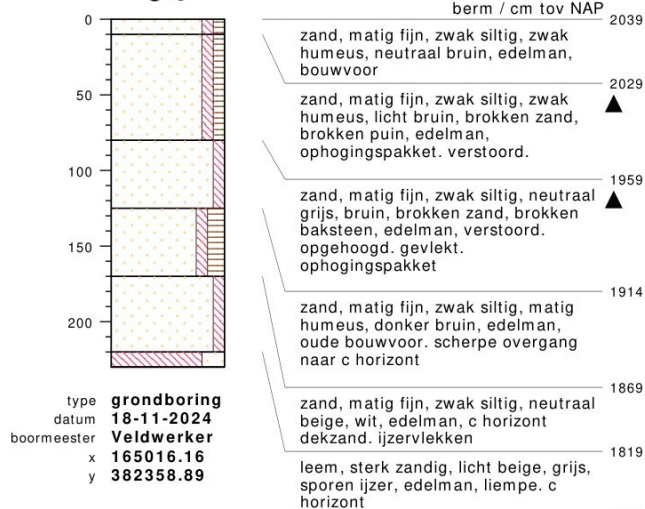 berm / cm tov NAP
0
50
100
150
200
2039
zand, matig fijn, zwak siltig, zwak
humeus, neutraal bruin, edelman,
bouwvoor
2029
zand, matig fijn, zwak siltig, zwak
humeus, licht bruin, brokken zand,
brokken puin, edelman,
ophogingspakket. verstoord.
1959
zand, matig fijn, zwak siltig, neutraal
grijs, bruin, brokken zand, brokken
baksteen, edelman, verstoord.
opgehoogd. gevlekt.
ophogingspakket
1914
zand, matig fijn, zwak siltig, matig
humeus, donker bruin, edelman,
oude bouwvoor. scherpe overgang
naar c horizont
1869
zand, matig fijn, zwak siltig, neutraal
beige, wit, edelman, c horizont
dekzand. ijzervlekken
1819
leem, sterk zandig, licht beige, grijs,
sporen ijzer, edelman, liempe. c
horizont
type grondboring
datum 18-11-2024
boormeester Veldwerker
x 165016.16
y 382358.89